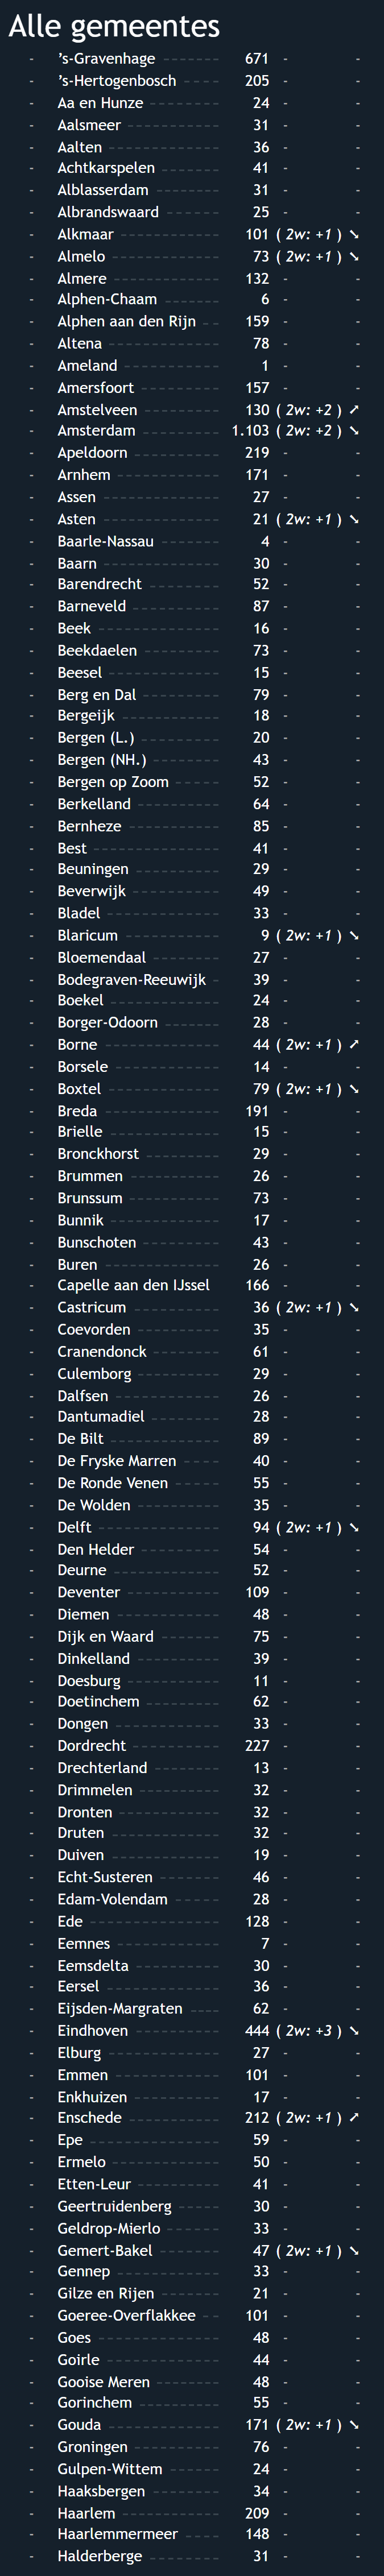 Alle gemeentes
- ’s-Gravenhage 671 - -
- ’s-Hertogenbosch 205 - -
- Aa en Hunze 24 - -
- Aalsmeer 31 - -
- Aalten 36 - -
- Achtkarspelen 41 - -
- Alblasserdam 31 - -
- Albrandswaard 25 - -
- Alkmaar 101 ( 2w: +1 ) ➘
- Almelo 73 ( 2w: +1 ) ➘
- Almere 132 - -
- Alphen-Chaam 6 - -
- Alphen aan den Rijn 159 - -
- Altena 78 - -
- Ameland 1 - -
- Amersfoort 157 - -
- Amstelveen 130 ( 2w: +2 ) ➚
- Amsterdam 1.103 ( 2w: +2 ) ➘
- Apeldoorn 219 - -
- Arnhem 171 - -
- Assen 27 - -
- Asten 21 ( 2w: +1 ) ➘
- Baarle-Nassau 4 - -
- Baarn 30 - -
- Barendrecht 52 - -
- Barneveld 87 - -
- Beek 16 - -
- Beekdaelen 73 - -
- Beesel 15 - -
- Berg en Dal 79 - -
- Bergeijk 18 - -
- Bergen (L.) 20 - -
- Bergen (NH.) 43 - -
- Bergen op Zoom 52 - -
- Berkelland 64 - -
- Bernheze 85 - -
- Best 41 - -
- Beuningen 29 - -
- Beverwijk 49 - -
- Bladel 33 - -
- Blaricum 9 ( 2w: +1 ) ➘
- Bloemendaal 27 - -
- Bodegraven-Reeuwijk 39 - -
- Boekel 24 - -
- Borger-Odoorn 28 - -
- Borne 44 ( 2w: +1 ) ➚
- Borsele 14 - -
- Boxtel 79 ( 2w: +1 ) ➘
- Breda 191 - -
- Brielle 15 - -
- Bronckhorst 29 - -
- Brummen 26 - -
- Brunssum 73 - -
- Bunnik 17 - -
- Bunschoten 43 - -
- Buren 26 - -
- Capelle aan den IJssel 166 - -
- Castricum 36 ( 2w: +1 ) ➘
- Coevorden 35 - -
- Cranendonck 61 - -
- Culemborg 29 - -
- Dalfsen 26 - -
- Dantumadiel 28 - -
- De Bilt 89 - -
- De Fryske Marren 40 - -
- De Ronde Venen 55 - -
- De Wolden 35 - -
- Delft 94 ( 2w: +1 ) ➘
- Den Helder 54 - -
- Deurne 52 - -
- Deventer 109 - -
- Diemen 48 - -
- Dijk en Waard 75 - -
- Dinkelland 39 - -
- Doesburg 11 - -
- Doetinchem 62 - -
- Dongen 33 - -
- Dordrecht 227 - -
- Drechterland 13 - -
- Drimmelen 32 - -
- Dronten 32 - -
- Druten 32 - -
- Duiven 19 - -
- Echt-Susteren 46 - -
- Edam-Volendam 28 - -
- Ede 128 - -
- Eemnes 7 - -
- Eemsdelta 30 - -
- Eersel 36 - -
- Eijsden-Margraten 62 - -
- Eindhoven 444 ( 2w: +3 ) ➘
- Elburg 27 - -
- Emmen 101 - -
- Enkhuizen 17 - -
- Enschede 212 ( 2w: +1 ) ➚
- Epe 59 - -
- Ermelo 50 - -
- Etten-Leur 41 - -
- Geertruidenberg 30 - -
- Geldrop-Mierlo 33 - -
- Gemert-Bakel 47 ( 2w: +1 ) ➘
- Gennep 33 - -
- Gilze en Rijen 21 - -
- Goeree-Overflakkee 101 - -
- Goes 48 - -
- Goirle 44 - -
- Gooise Meren 48 - -
- Gorinchem 55 - -
- Gouda 171 ( 2w: +1 ) ➘
- Groningen 76 - -
- Gulpen-Wittem 24 - -
- Haaksbergen 34 - -
- Haarlem 209 - -
- Haarlemmermeer 148 - -
- Halderberge 31 - -